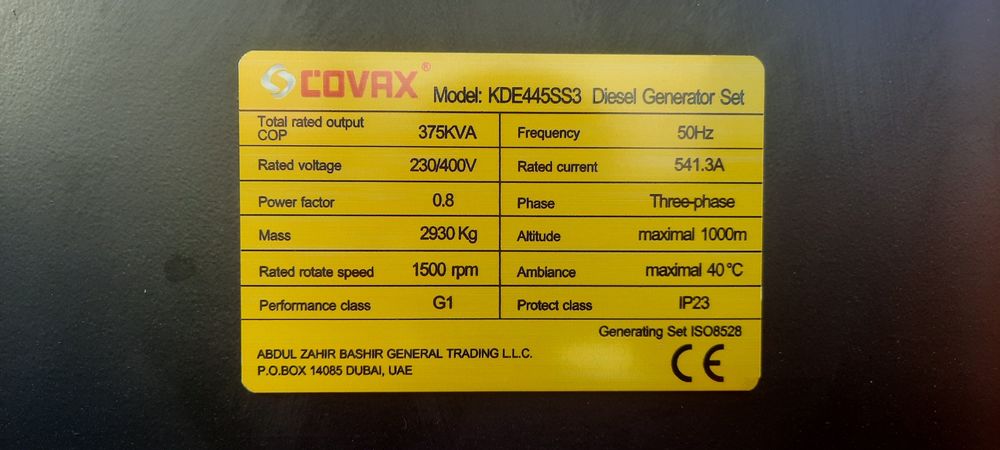 COVAX® Model: KDE445SS3 Diesel Generator Set
Total rated output COP 375KVA Frequency 50Hz
Rated voltage 230/400V Rated current 541.3A
Power factor 0.8 Phase Three-phase
Mass 2930 Kg Altitude maximal 1000m
Rated rotate speed 1500 rpm Ambiance maximal 40°C
Performance class G1 Protect class IP23
Generating Set ISO8528
ABDUL ZAHIR BASHIR GENERAL TRADING L.L.C.
P.O.BOX 14085 DUBAI, UAE
CE